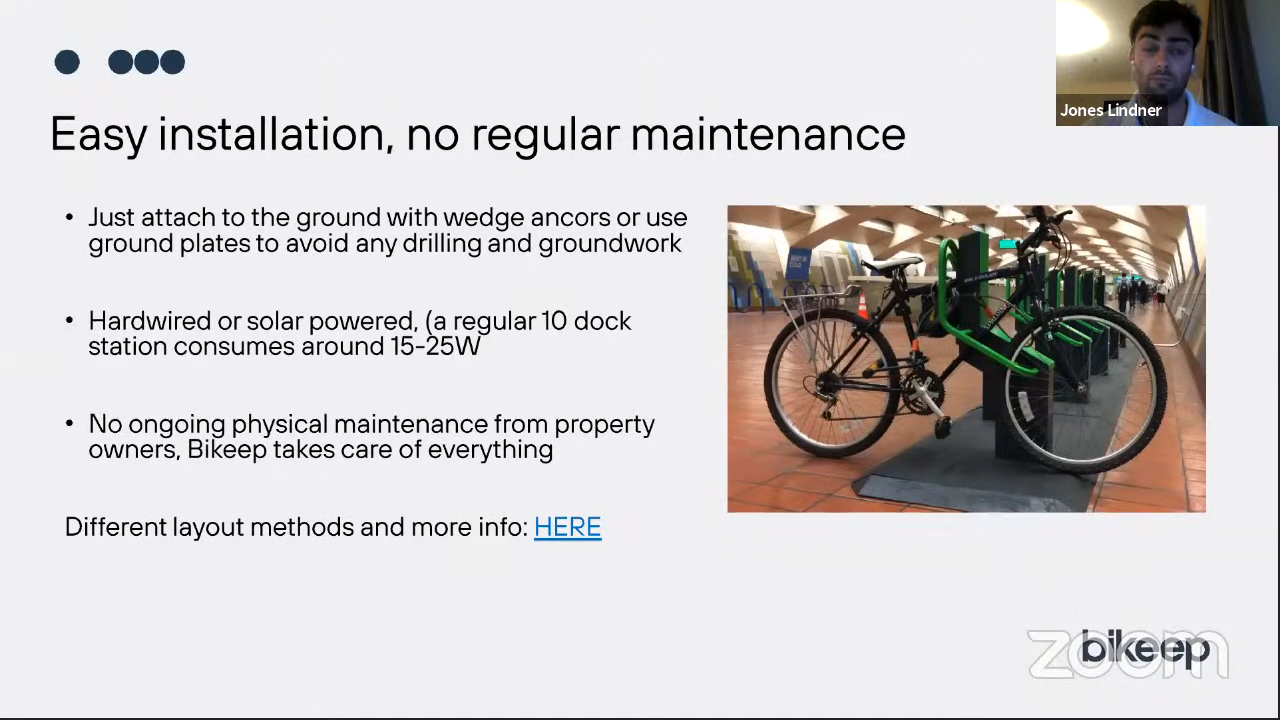 Jones Lindner
Easy installation, no regular maintenance
• Just attach to the ground with wedge ancors or use
ground plates to avoid any drilling and groundwork
• Hardwired or solar powered, (a regular 10 dock
station consumes around 15-25W
• No ongoing physical maintenance from property
owners, Bikeep takes care of everything
Different layout methods and more info: HERE
bikeep
zoom